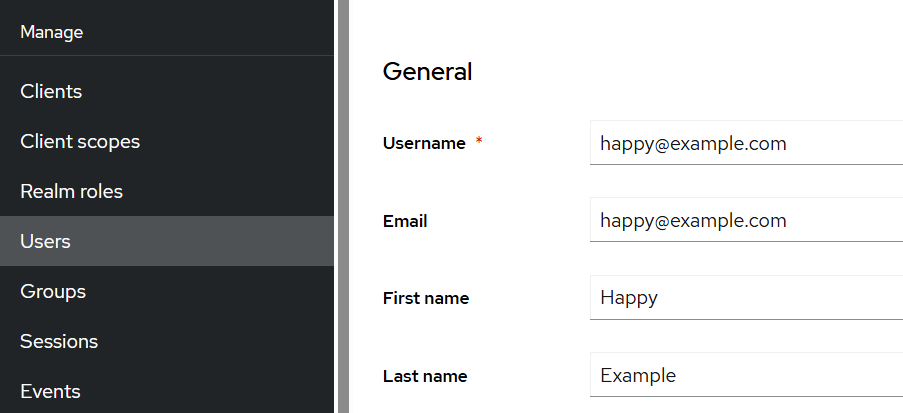 Manage
Clients
Client scopes
Realm roles
Users
Groups
Sessions
Events
General
Username *
happy@example.com
Email
happy@example.com
First name
Happy
Last name
Example